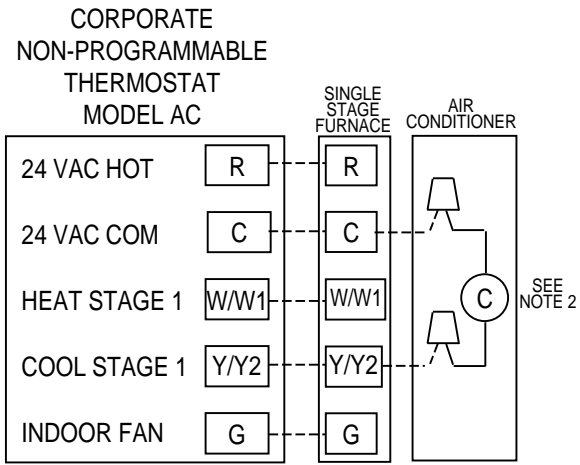 CORPORATE
NON-PROGRAMMABLE
THERMOSTAT
MODEL AC
SINGLE
STAGE
FURNACE
AIR
CONDITIONER
24 VAC HOT R R
24 VAC COM C C
HEAT STAGE 1 W/W1 W/W1
C SEE
NOTE 2
COOL STAGE 1 Y/Y2 Y/Y2
INDOOR FAN G G